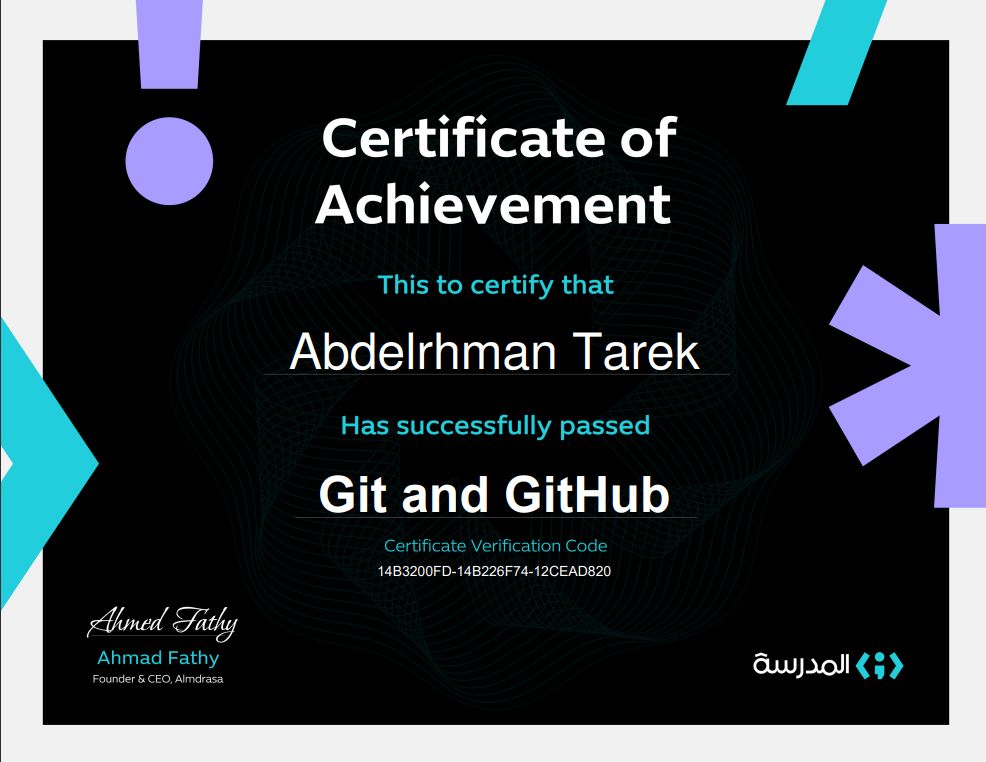 Certificate of
Achievement
This to certify that
Abdelrhman Tarek
Has successfully passed
Git and GitHub
Certificate Verification Code
14B3200FD-14B226F74-12CEAD820
Ahmed Fathy
Ahmad Fathy
Founder & CEO, Almdrasa
المدرسة